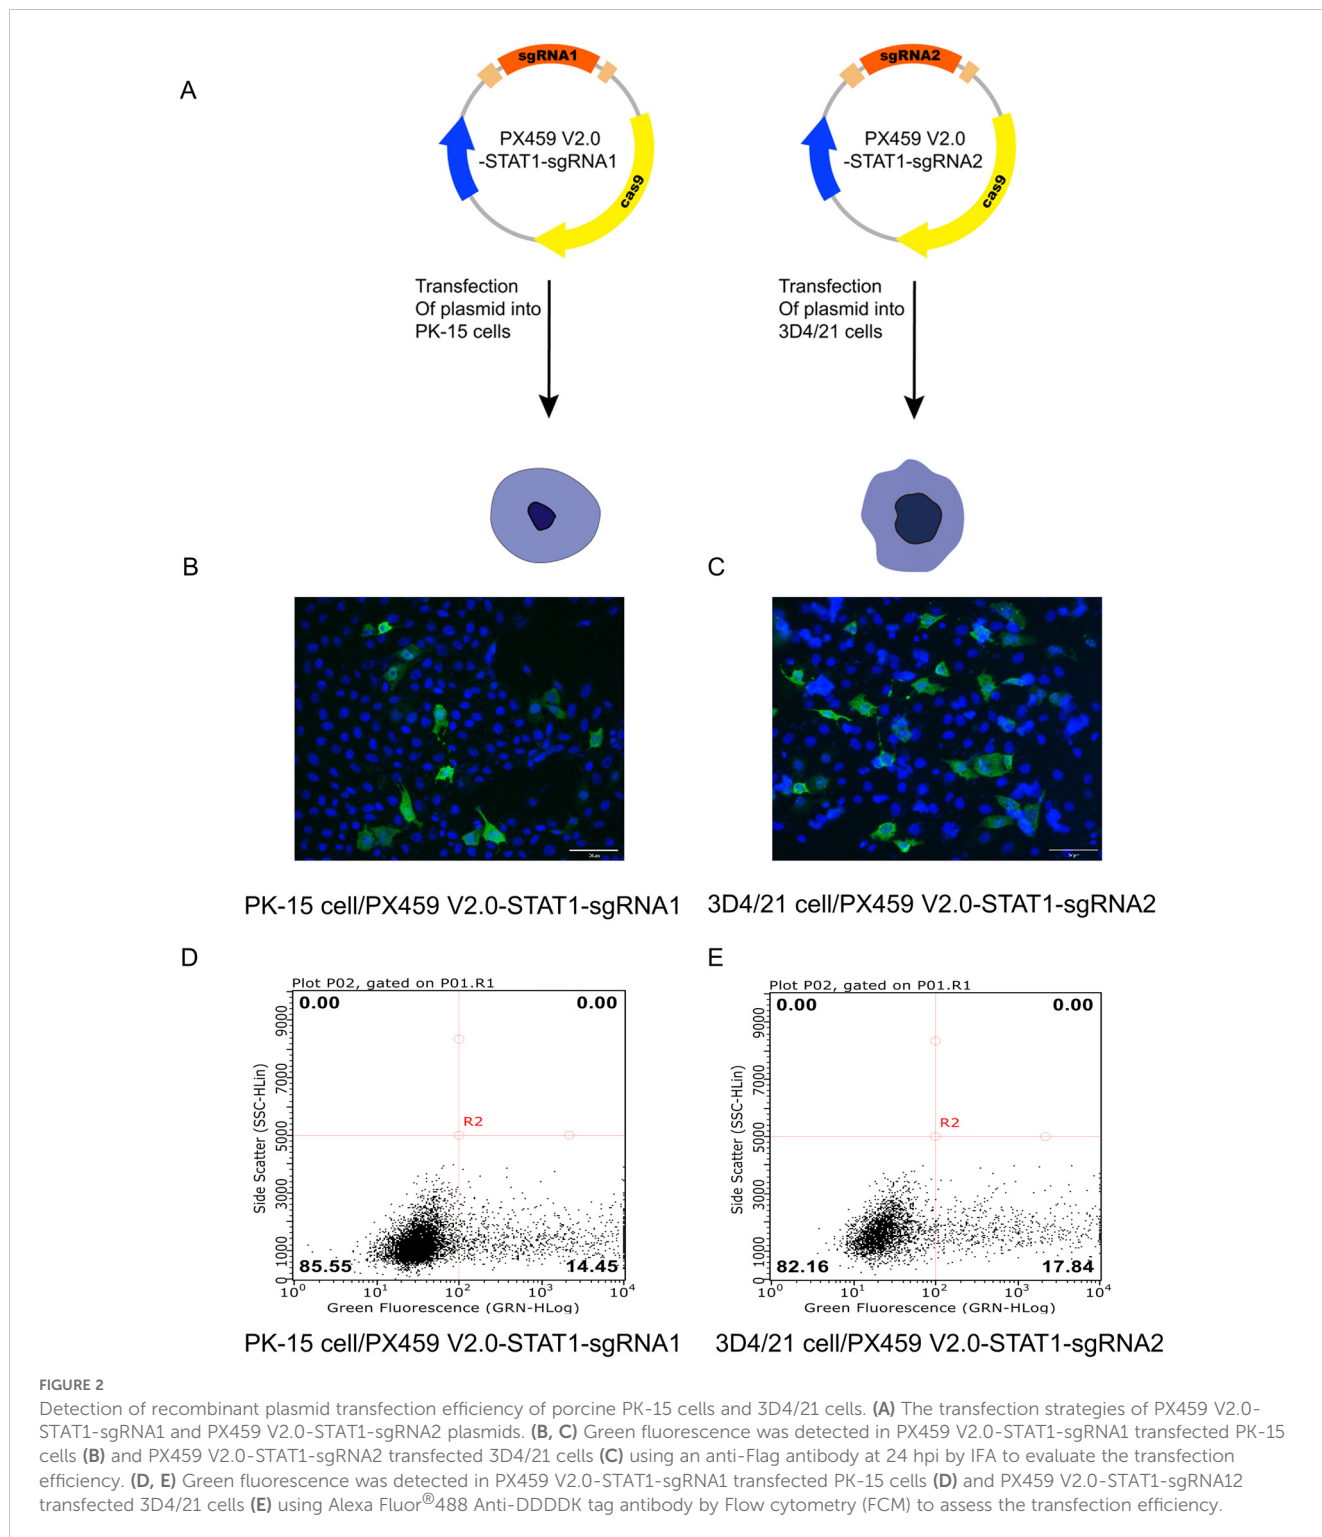 A
sgRNA1
PX459 V2.0
-STAT1-sgRNA1
cas9
sgRNA2
PX459 V2.0
-STAT1-sgRNA2
cas9
Transfection
Of plasmid into
PK-15 cells
Transfection
Of plasmid into
3D4/21 cells
B
C
PK-15 cell/PX459 V2.0-STAT1-sgRNA1
3D4/21 cell/PX459 V2.0-STAT1-sgRNA2
D
Plot P02, gated on P01.R1
0.00
0.00
R2
85.55
14.45
Side Scatter (SSC-HLin)
0 1000 3000 5000 7000 9000
10⁰ 10¹ 10² 10³ 10⁴
Green Fluorescence (GRN-HLog)
PK-15 cell/PX459 V2.0-STAT1-sgRNA1
E
Plot P02, gated on P01.R1
0.00
0.00
R2
82.16
17.84
Side Scatter (SSC-HLin)
0 1000 3000 5000 7000 9000
10⁰ 10¹ 10² 10³ 10⁴
Green Fluorescence (GRN-HLog)
3D4/21 cell/PX459 V2.0-STAT1-sgRNA2
FIGURE 2
Detection of recombinant plasmid transfection efficiency of porcine PK-15 cells and 3D4/21 cells. (A) The transfection strategies of PX459 V2.0-
STAT1-sgRNA1 and PX459 V2.0-STAT1-sgRNA2 plasmids. (B, C) Green fluorescence was detected in PX459 V2.0-STAT1-sgRNA1 transfected PK-15
cells (B) and PX459 V2.0-STAT1-sgRNA2 transfected 3D4/21 cells (C) using an anti-Flag antibody at 24 hpi by IFA to evaluate the transfection
efficiency. (D, E) Green fluorescence was detected in PX459 V2.0-STAT1-sgRNA1 transfected PK-15 cells (D) and PX459 V2.0-STAT1-sgRNA12
transfected 3D4/21 cells (E) using Alexa Fluor®488 Anti-DDDDK tag antibody by Flow cytometry (FCM) to assess the transfection efficiency.